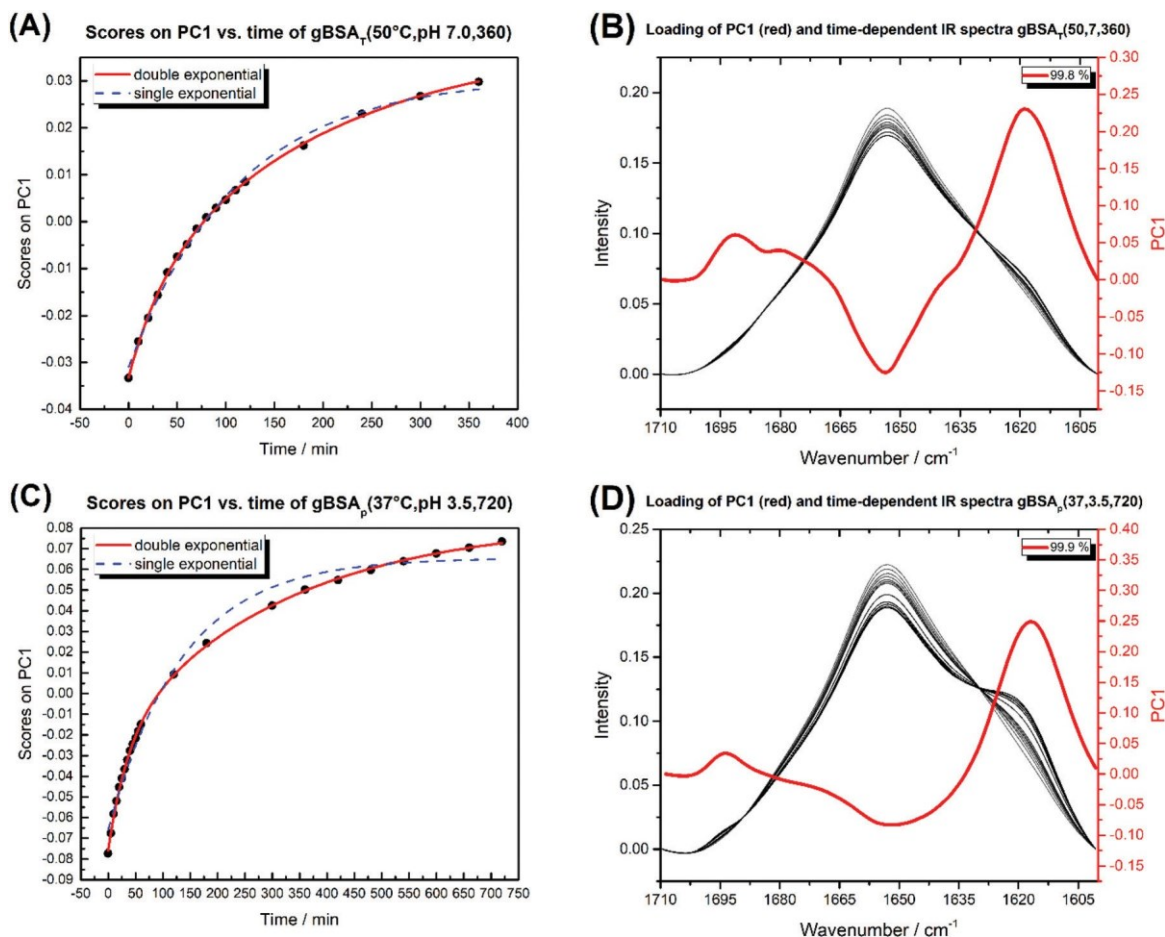 (A)
Scores on PC1 vs. time of gBSAT(50°C,pH 7.0,360)
double exponential
single exponential
0.03
0.02
0.01
0.00
-0.01
-0.02
-0.03
-0.04
Scores on PC1
-50 0 50 100 150 200 250 300 350 400
Time / min
(B)
Loading of PC1 (red) and time-dependent IR spectra gBSAT(50,7,360)
99.8 %
0.20
0.15
0.10
0.05
0.00
Intensity
0.30
0.25
0.20
0.15
0.10
0.05
0.00
-0.05
-0.10
-0.15
PC1
1710 1695 1680 1665 1650 1635 1620 1605
Wavenumber / cm-1
(C)
Scores on PC1 vs. time of gBSAp(37°C,pH 3.5,720)
double exponential
single exponential
0.08
0.07
0.06
0.05
0.04
0.03
0.02
0.01
0.00
-0.01
-0.02
-0.03
-0.04
-0.05
-0.06
-0.07
-0.08
-0.09
Scores on PC1
-50 0 50 100 150 200 250 300 350 400 450 500 550 600 650 700 750
Time / min
(D)
Loading of PC1 (red) and time-dependent IR spectra gBSAp(37,3.5,720)
99.9 %
0.25
0.20
0.15
0.10
0.05
0.00
Intensity
0.40
0.35
0.30
0.25
0.20
0.15
0.10
0.05
0.00
-0.05
-0.10
-0.15
PC1
1710 1695 1680 1665 1650 1635 1620 1605
Wavenumber / cm-1